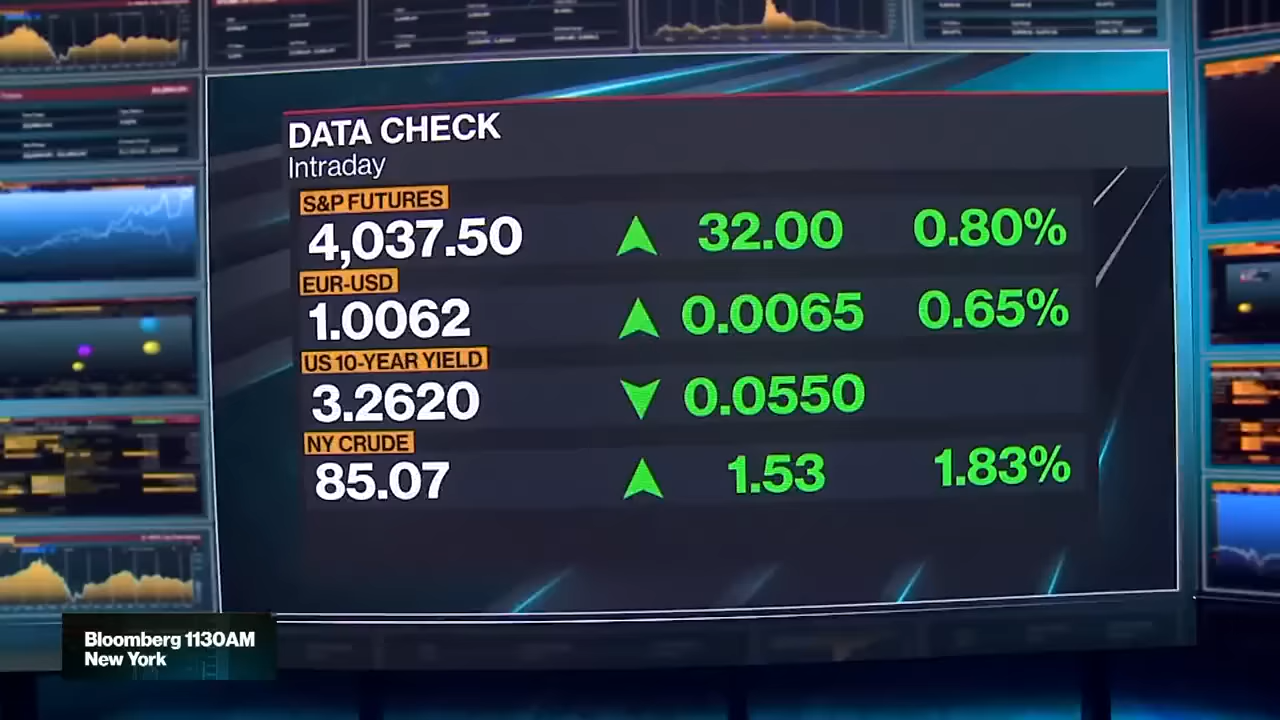 DATA CHECK
Intraday
S&P FUTURES
4,037.50 ▲ 32.00 0.80%
EUR-USD
1.0062 ▲ 0.0065 0.65%
US 10-YEAR YIELD
3.2620 ▼ 0.0550
NY CRUDE
85.07 ▲ 1.53 1.83%
Bloomberg 1130AM
New York